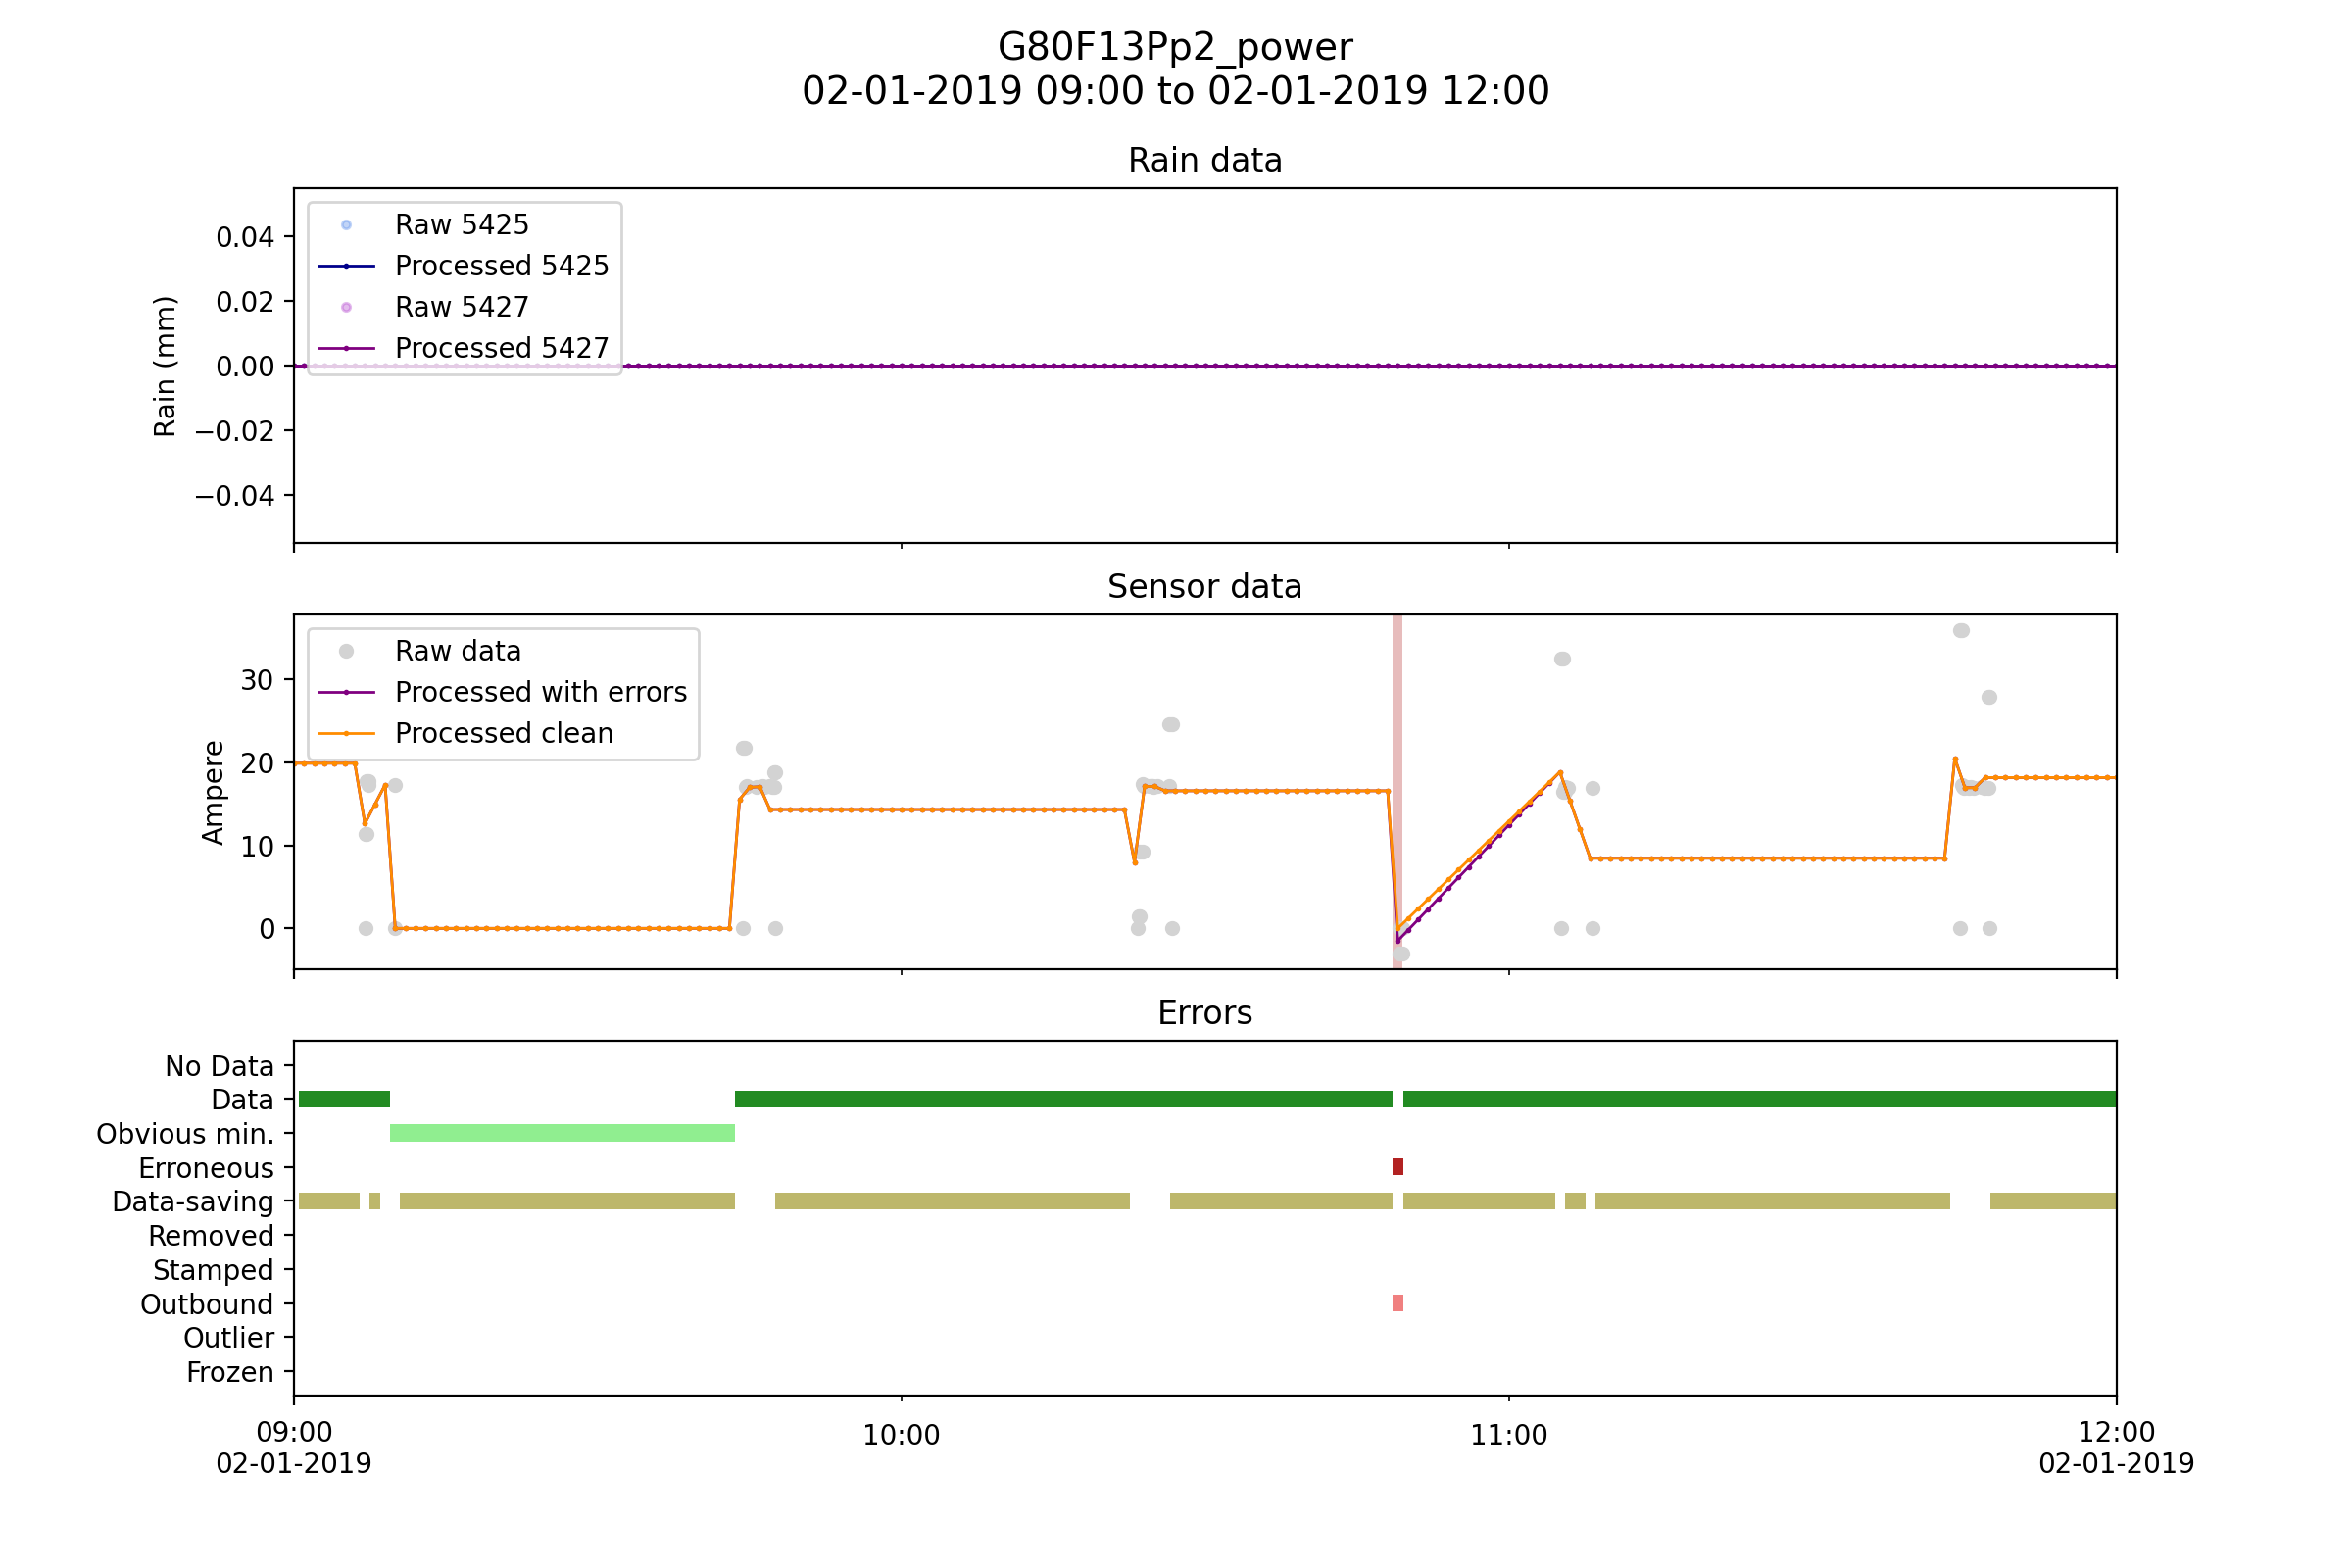 G80F13Pp2_power
02-01-2019 09:00 to 02-01-2019 12:00
Rain data
Rain (mm)
0.04
0.02
0.00
−0.02
−0.04
Raw 5425
Processed 5425
Raw 5427
Processed 5427
Sensor data
Ampere
30
20
10
0
Raw data
Processed with errors
Processed clean
Errors
No Data
Data
Obvious min.
Erroneous
Data-saving
Removed
Stamped
Outbound
Outlier
Frozen
09:00
02-01-2019
10:00
11:00
12:00
02-01-2019